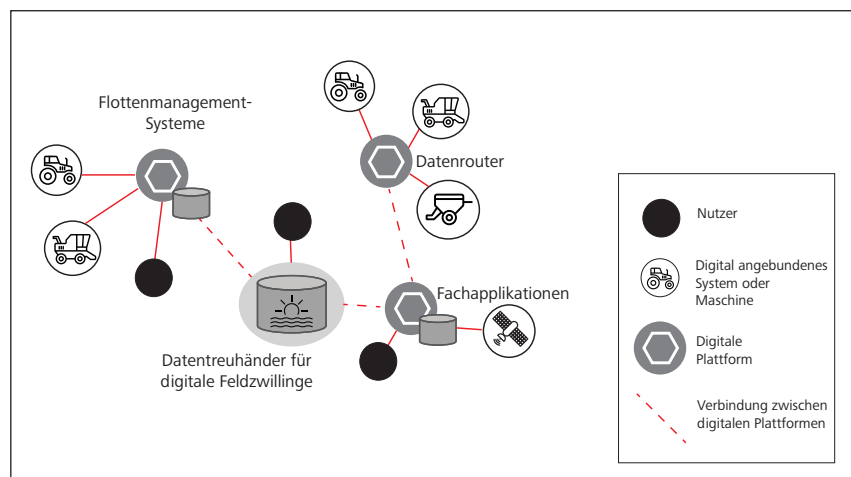 Flottenmanagement-
Systeme
Datenrouter
Fachapplikationen
Datentreuhänder für
digitale Feldzwillinge
Nutzer
Digital angebundenes
System oder
Maschine
Digitale
Plattform
Verbindung zwischen
digitalen Plattformen